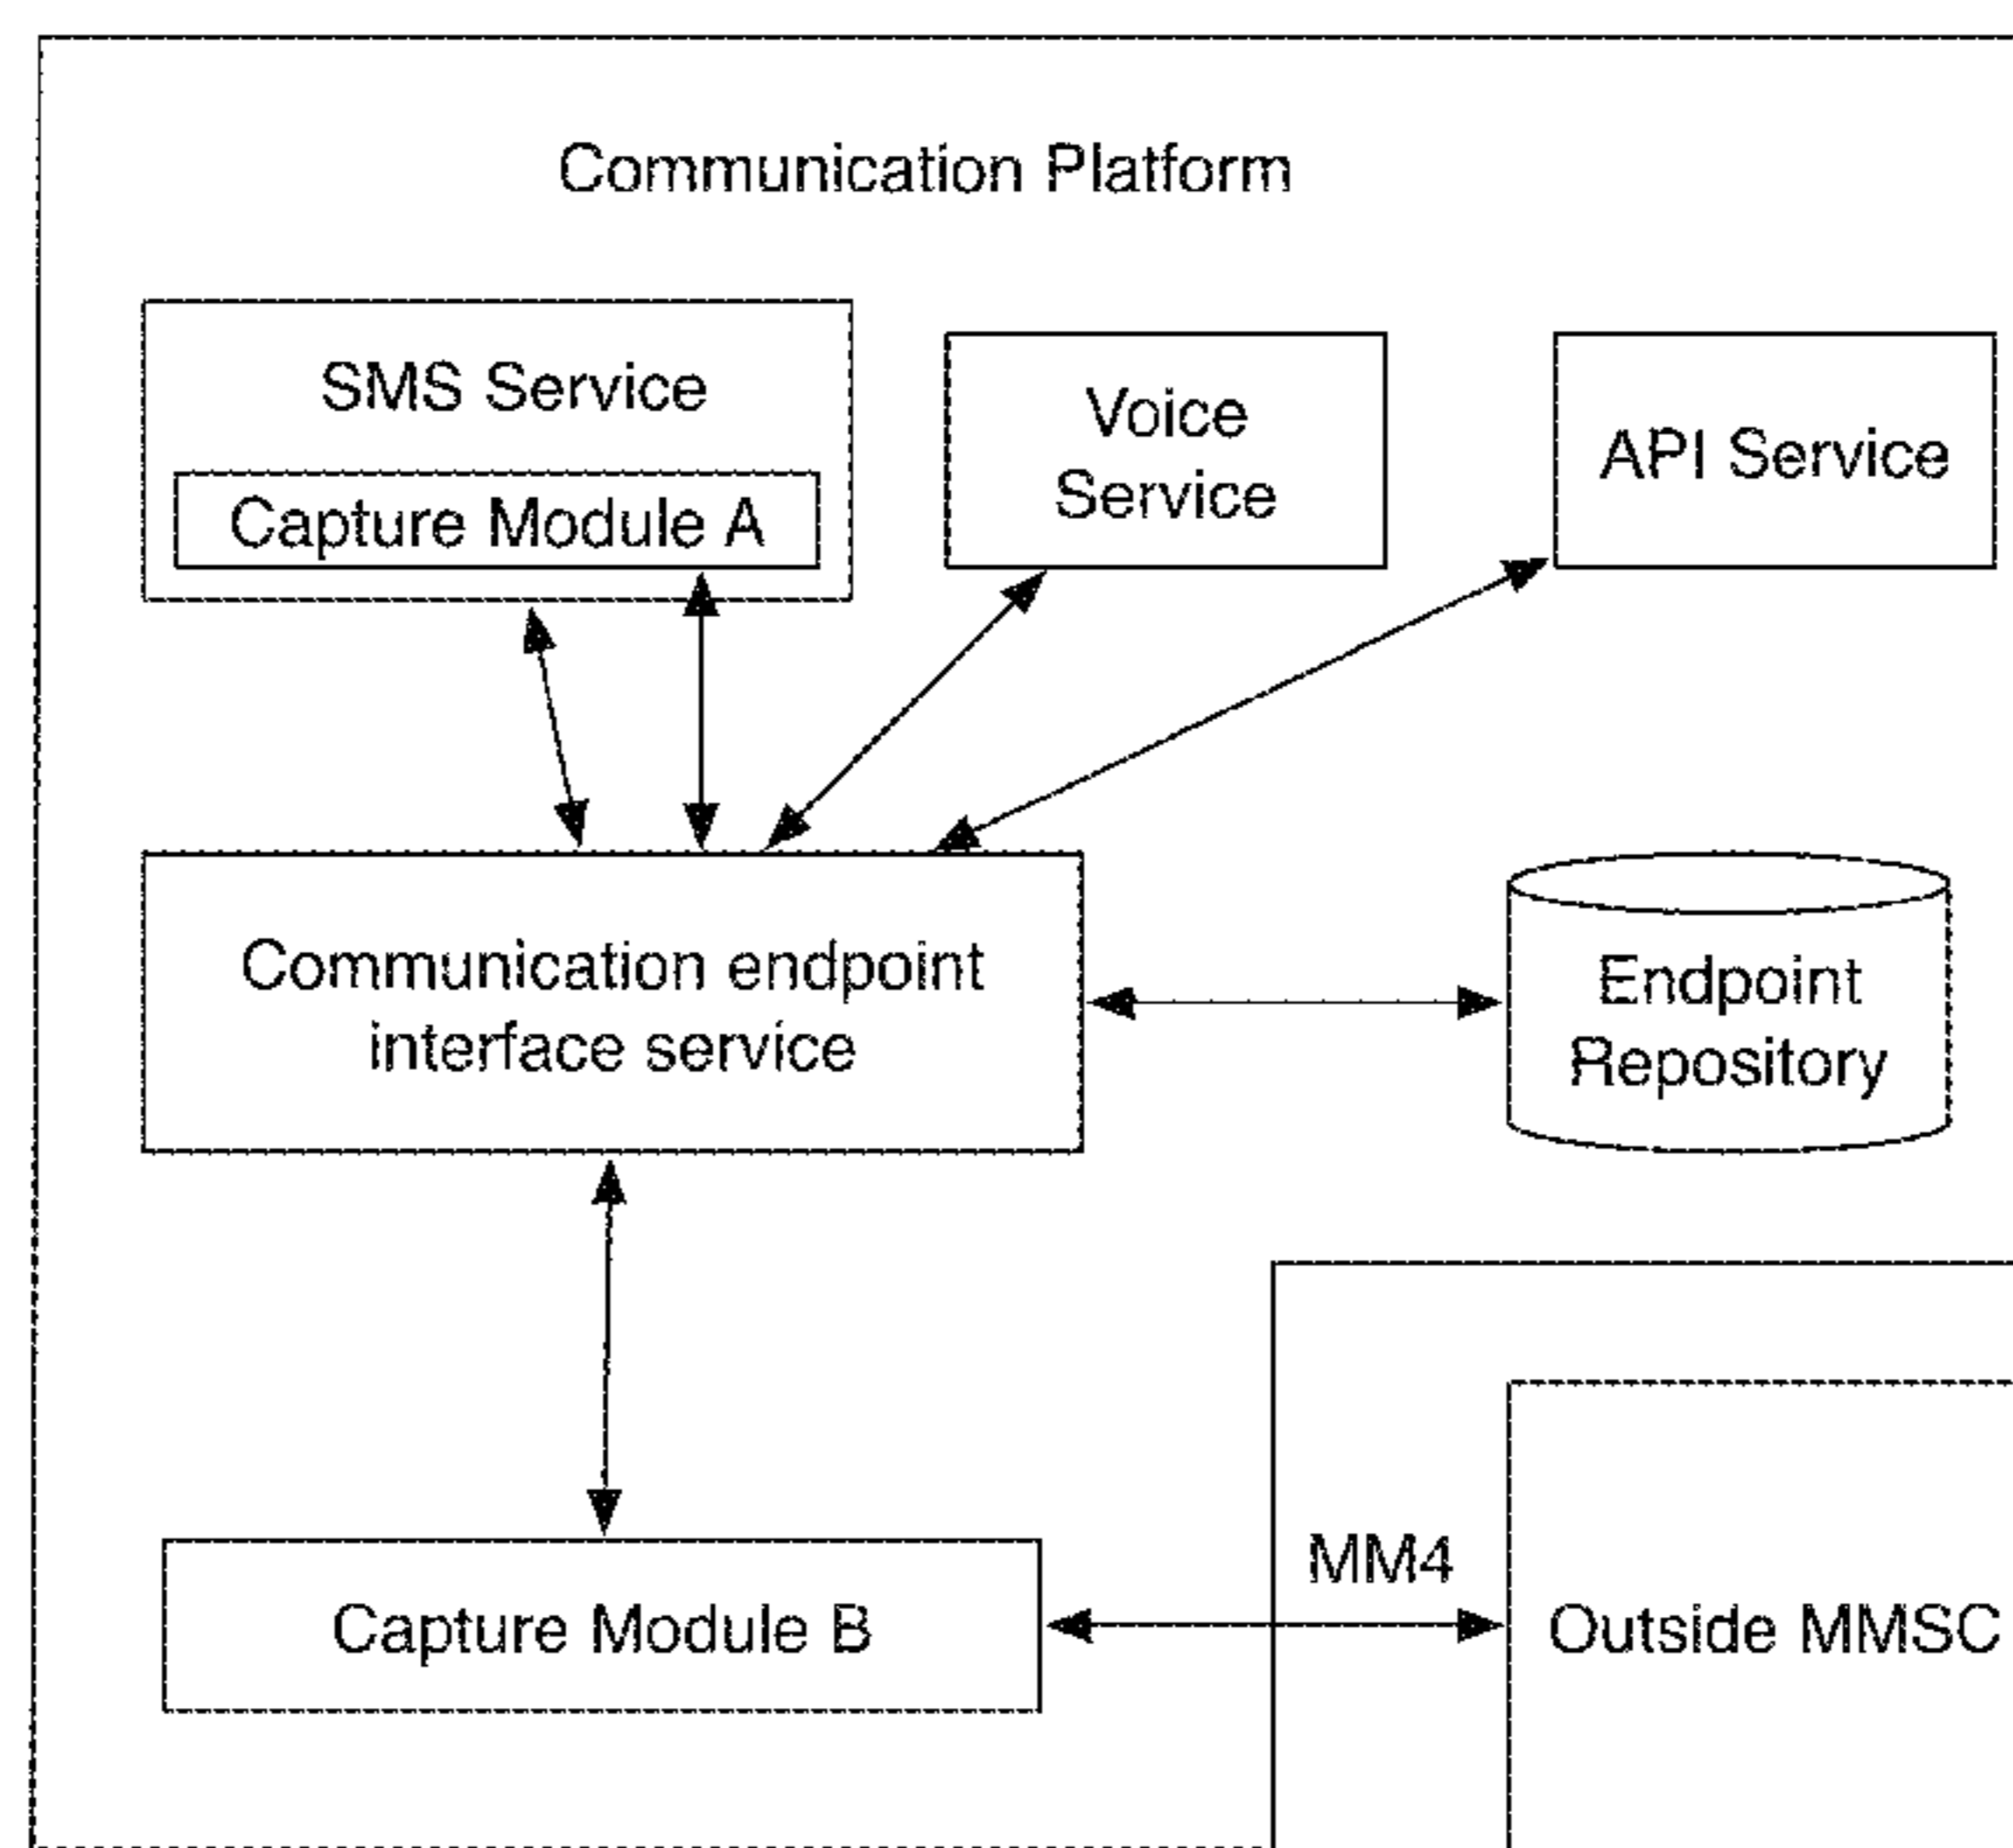 Communication Platform
SMS Service
Capture Module A
Voice
Service
API Service
Communication endpoint
interface service
Endpoint
Repository
Capture Module B
MM4
Outside MMSC